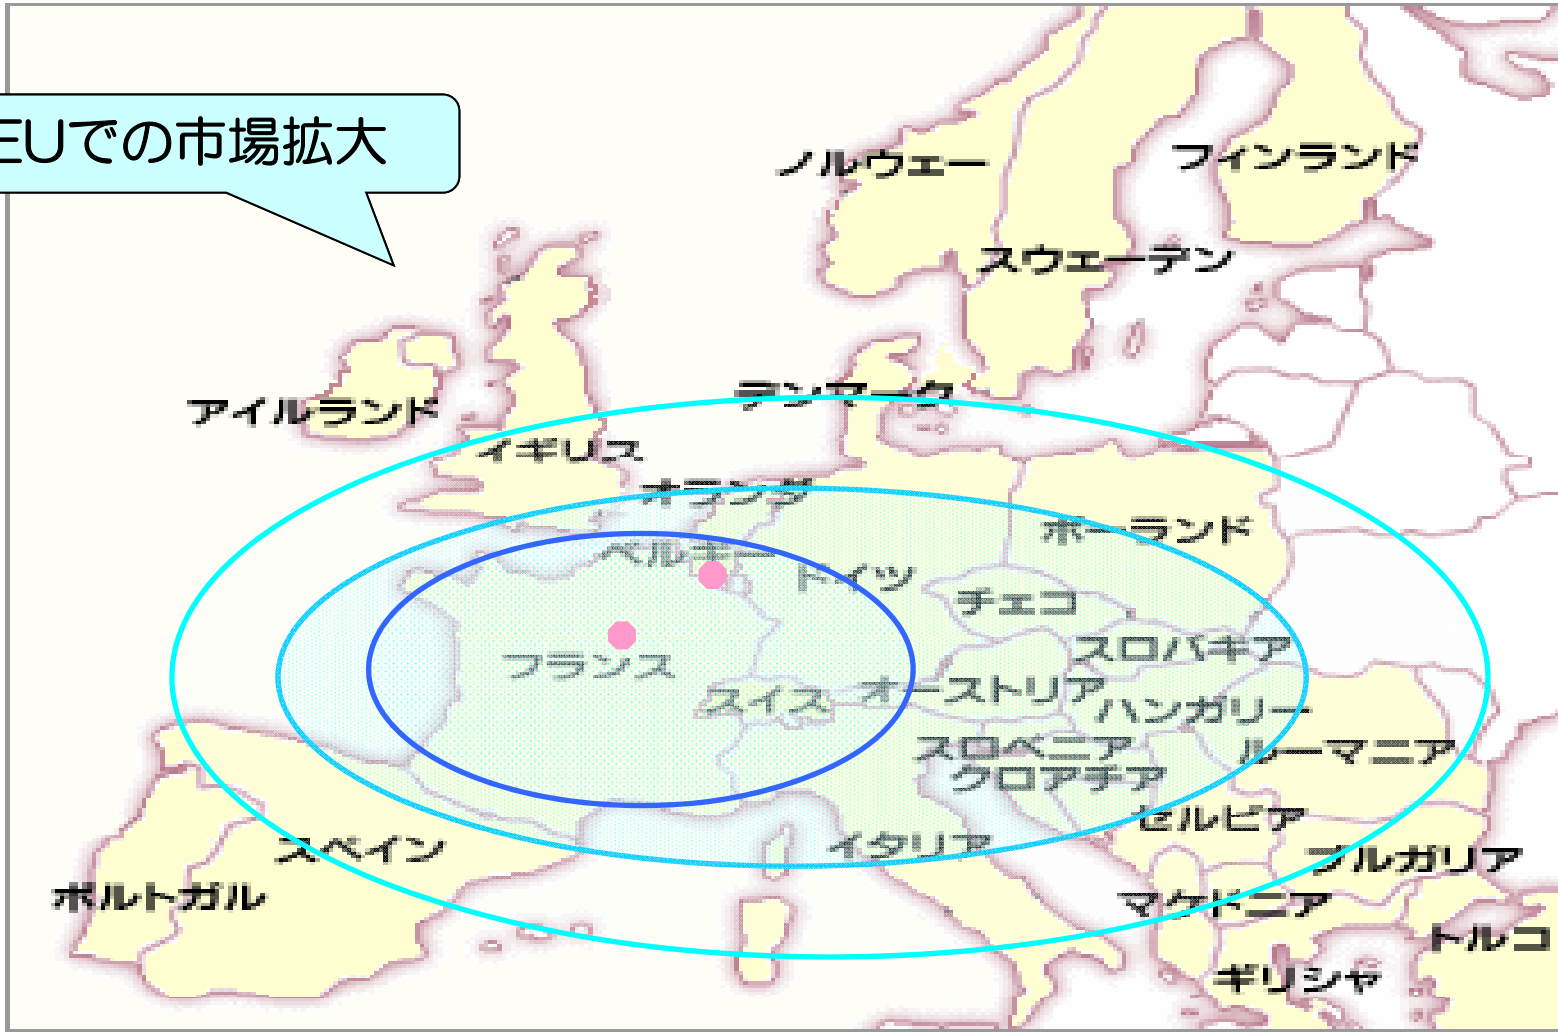 EUでの市場拡大
ノルウェー
フィンランド
スウェーデン
アイルランド
デンマーク
イギリス
オランダ
ポーランド
ベルギー
ドイツ
チェコ
スロバキア
フランス
スイス
オーストリア
ハンガリー
スロベニア
ルーマニア
クロアチア
セルビア
イタリア
スペイン
ブルガリア
ポルトガル
マケドニア
トルコ
ギリシャ